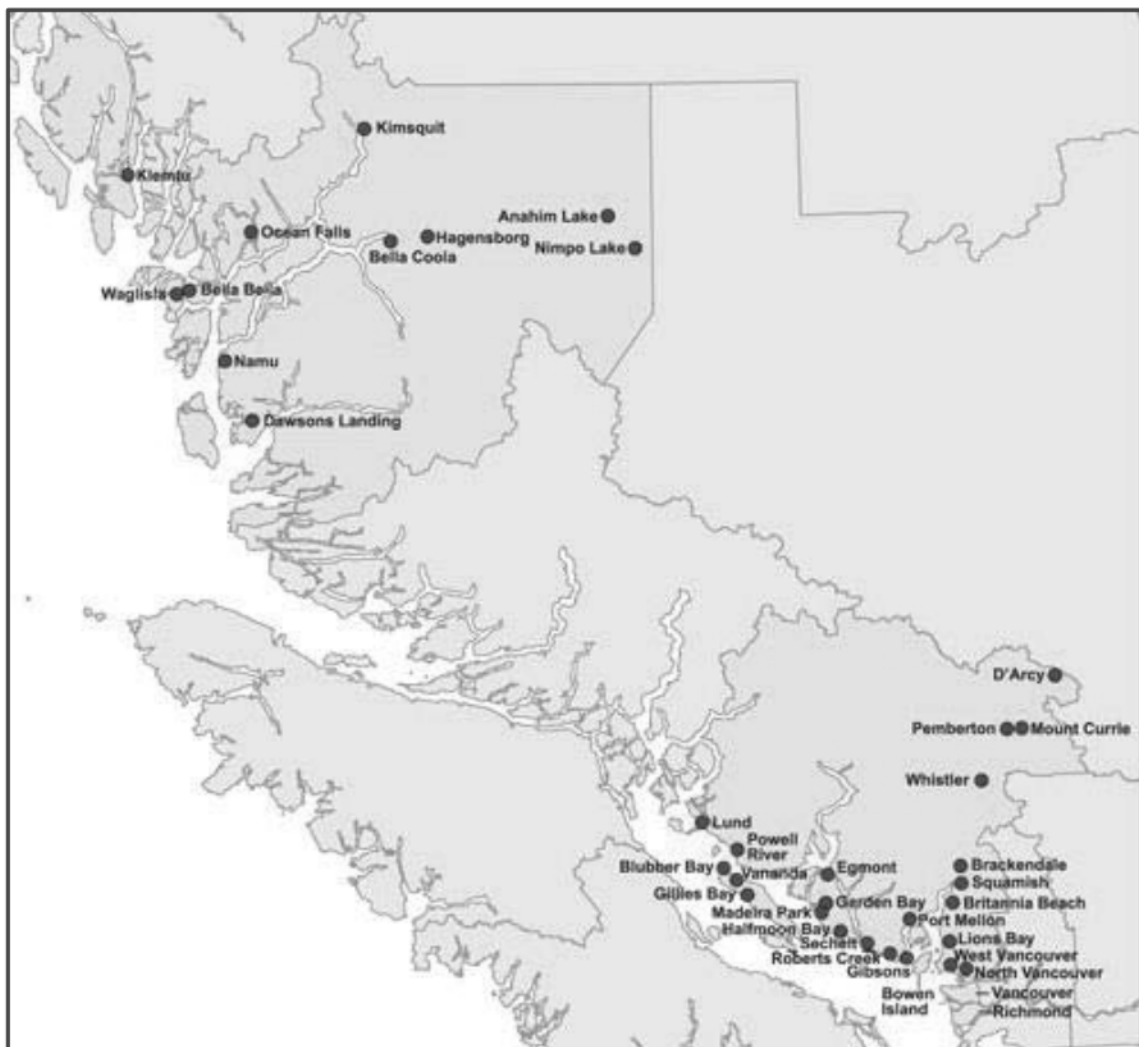 Kimsquit
Klemtu
Anahim Lake
Ocean Falls
Hagensborg
Bella Coola
Nimpo Lake
Waglisla
Bella Bella
Namu
Dawsons Landing
D'Arcy
Pemberton
Mount Currie
Whistler
Lund
Powell
River
Blubber Bay
Vananda
Egmont
Brackendale
Squamish
Gillies Bay
Gerden Bay
Britannia Beach
Madeira Park
Port Mellon
Halfmoon Bay
Sechelt
Lions Bay
Roberts Creek
West Vancouver
Gibsons
North Vancouver
Bowen
Island
Vancouver
Richmond